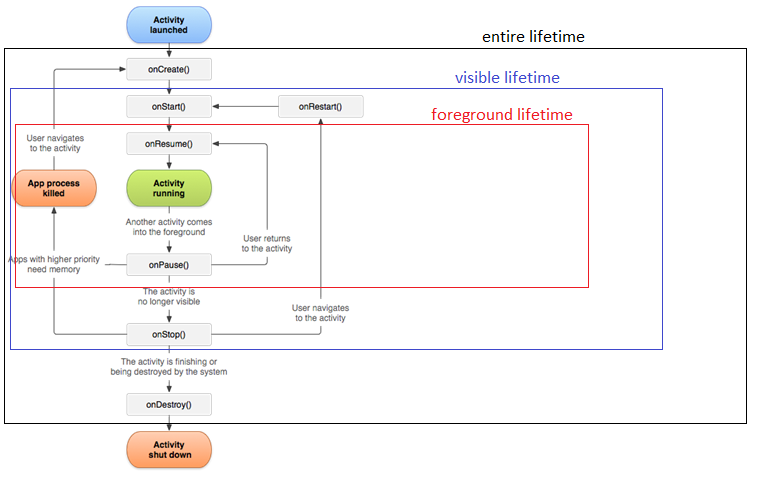 Activity
launched
entire lifetime
onCreate()
visible lifetime
onStart()
onRestart()
foreground lifetime
User navigates
to the activity
onResume()
App process
killed
Activity
running
Another activity comes
into the foreground
User returns
to the activity
Apps with higher priority
need memory
onPause()
The activity is
no longer visible
User navigates
to the activity
onStop()
The activity is finishing or
being destroyed by the system
onDestroy()
Activity
shut down